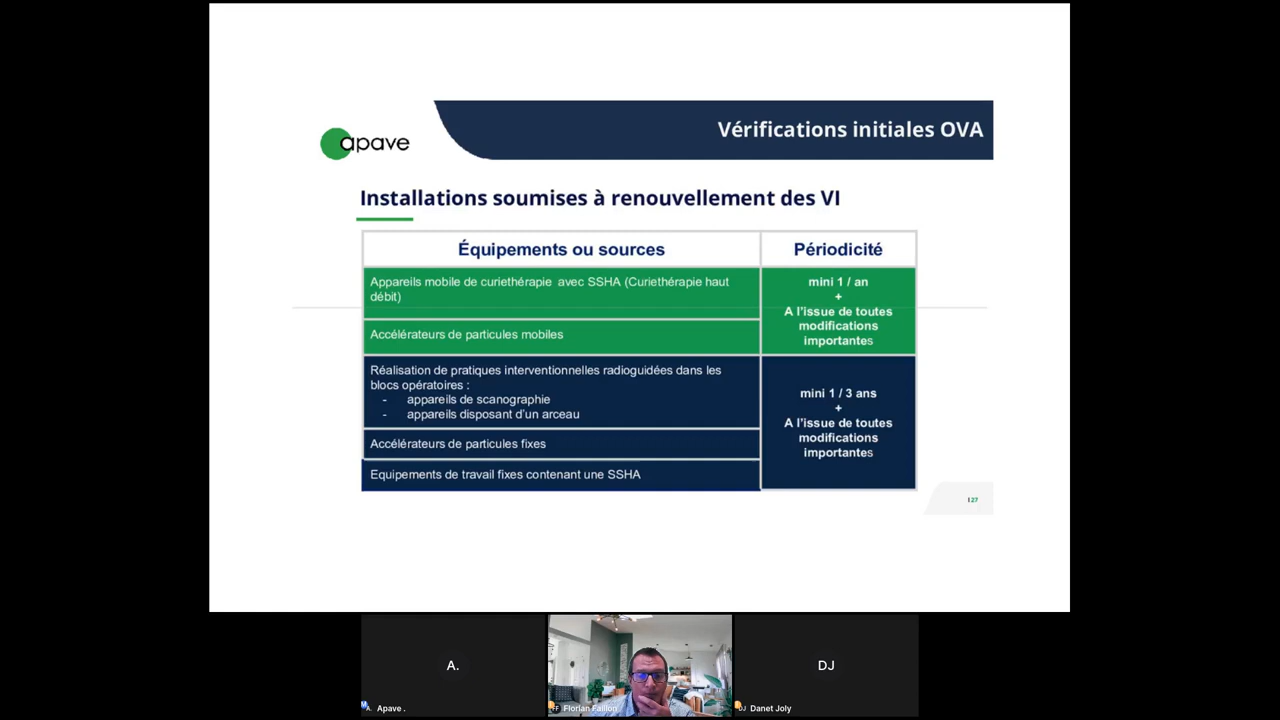 apave
Vérifications initiales OVA
Installations soumises à renouvellement des VI
Équipements ou sources
Périodicité
Appareils mobile de curiethérapie avec SSHA (Curiethérapie haut
débit)
Accélérateurs de particules mobiles
mini 1 / an
+
A l'issue de toutes
modifications
importantes
Réalisation de pratiques interventionnelles radioguidées dans les
blocs opératoires :
- appareils de scanographie
- appareils disposant d'un arceau
Accélérateurs de particules fixes
Equipements de travail fixes contenant une SSHA
mini 1 / 3 ans
+
A l'issue de toutes
modifications
importantes
27
A.
DJ
A. Apave .
FF Florian Faillon
DJ Danet Joly